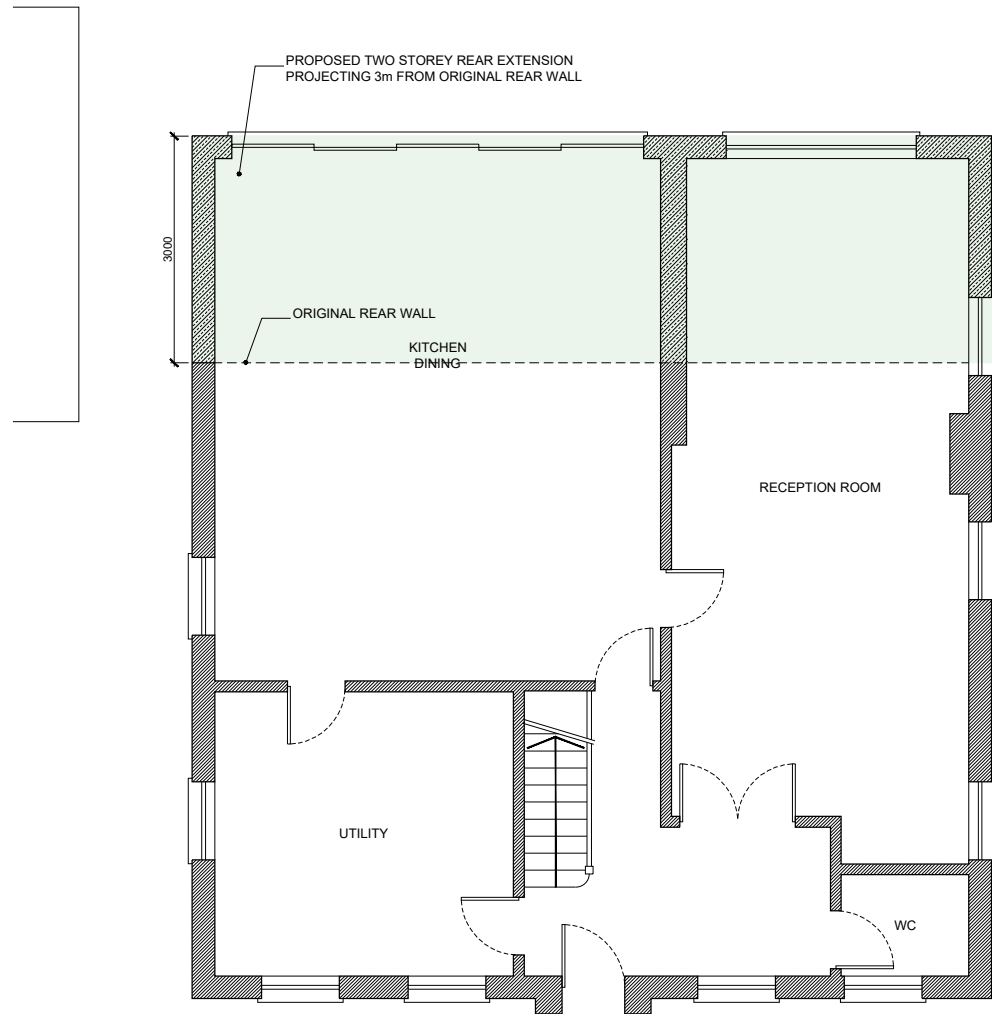 PROPOSED TWO STOREY REAR EXTENSION
PROJECTING 3m FROM ORIGINAL REAR WALL
3000
ORIGINAL REAR WALL
KITCHEN
DINING
RECEPTION ROOM
UTILITY
WC